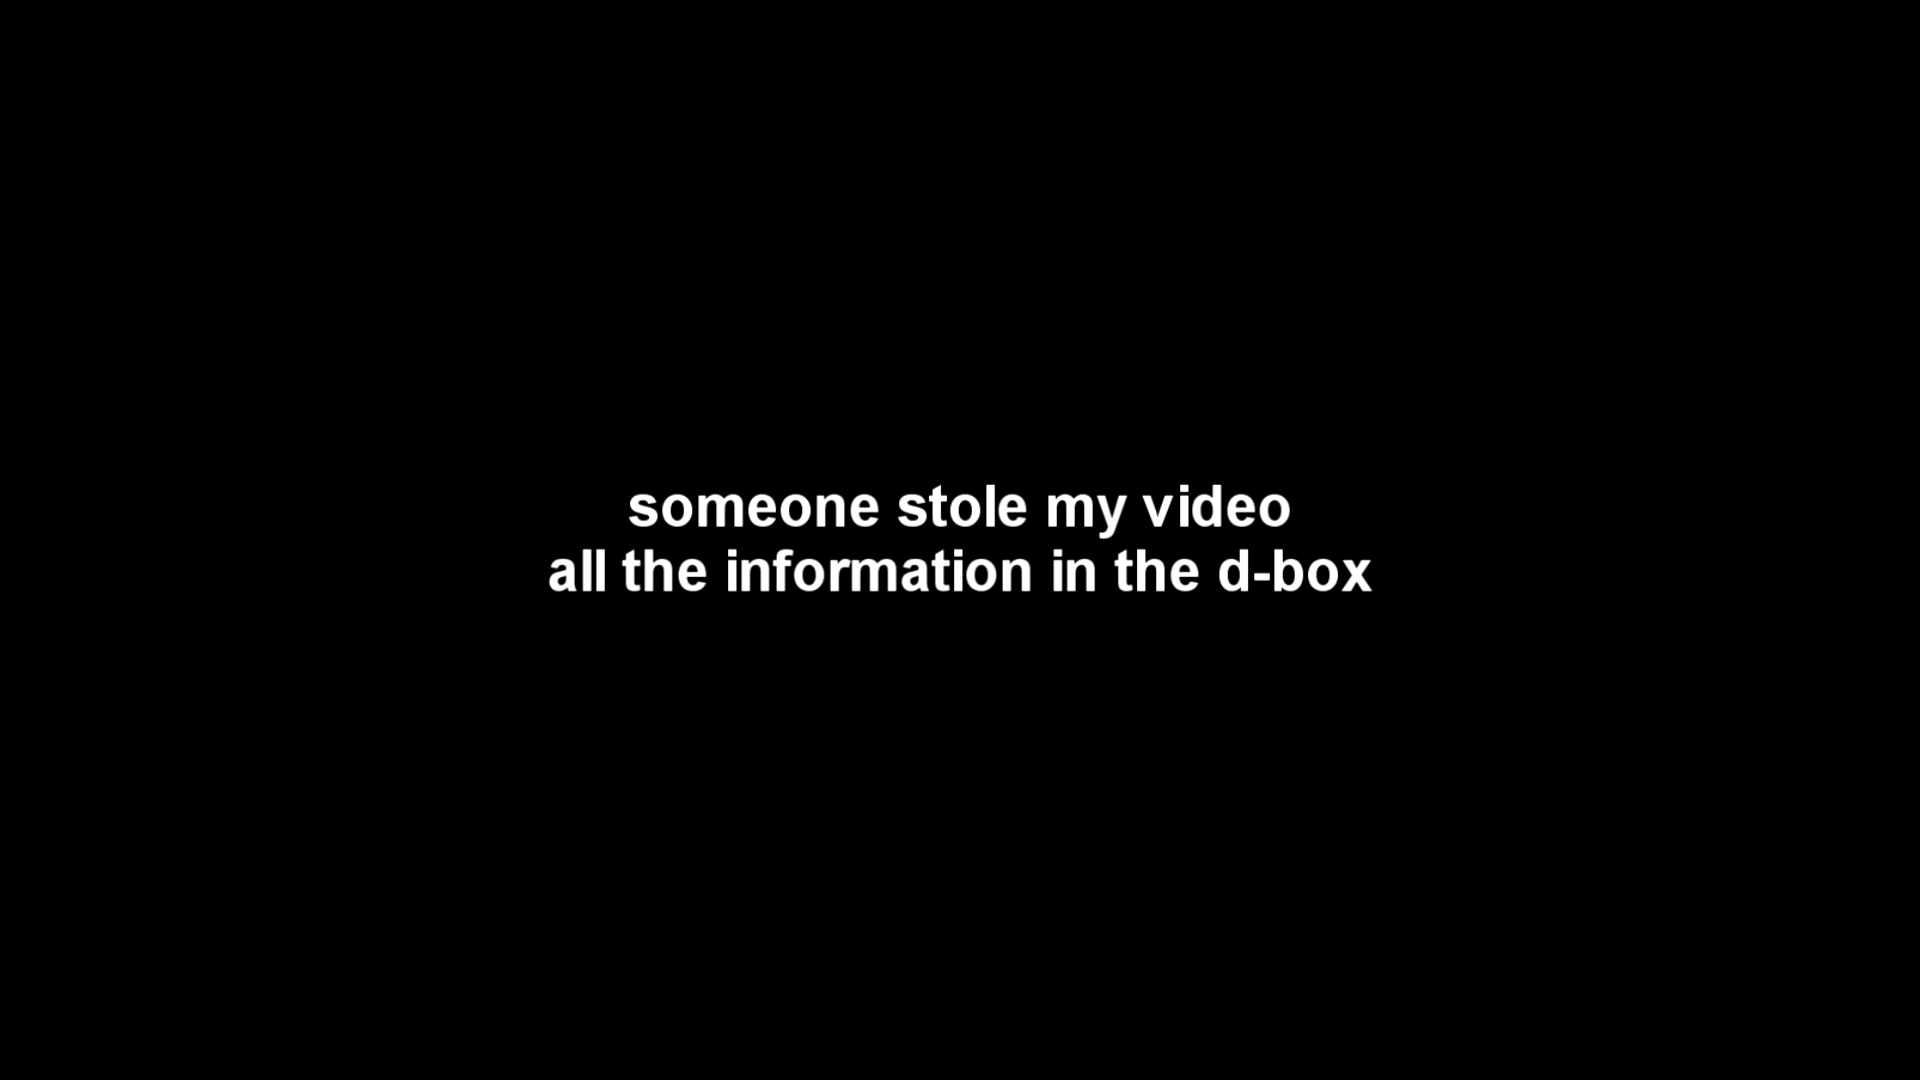 someone stole my video
all the information in the d-box